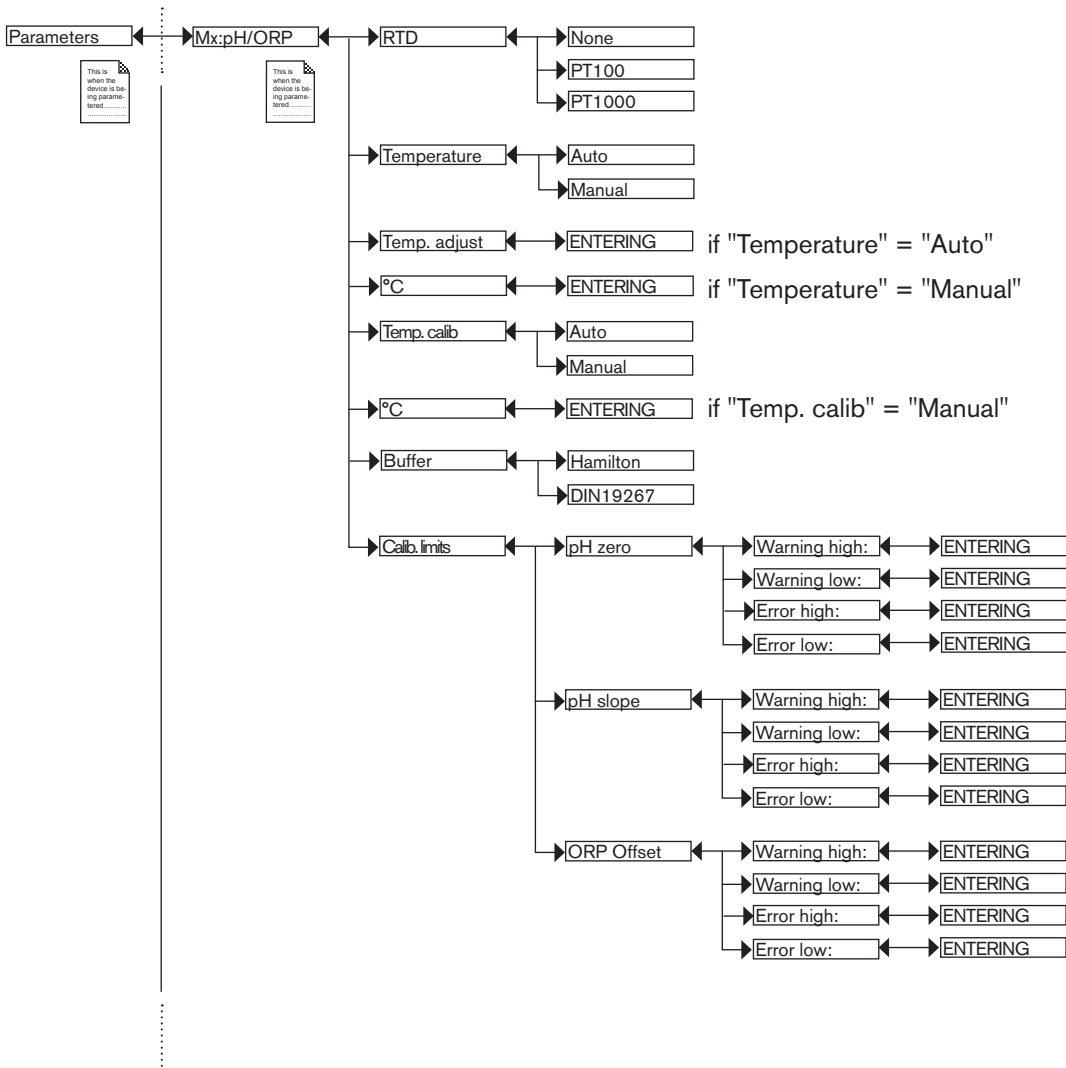 Parameters
Mx:pH/ORP
RTD
None
This is
when the
device is be-
ing parame-
tered...........
...................
This is
when the
device is be-
ing parame-
tered...........
...................
PT100
PT1000
Temperature
Auto
Manual
Temp. adjust
ENTERING
if "Temperature" = "Auto"
°C
ENTERING
if "Temperature" = "Manual"
Temp. calib
Auto
Manual
°C
ENTERING
if "Temp. calib" = "Manual"
Buffer
Hamilton
DIN19267
Calib. limits
pH zero
Warning high:
ENTERING
Warning low:
ENTERING
Error high:
ENTERING
Error low:
ENTERING
pH slope
Warning high:
ENTERING
Warning low:
ENTERING
Error high:
ENTERING
Error low:
ENTERING
ORP Offset
Warning high:
ENTERING
Warning low:
ENTERING
Error high:
ENTERING
Error low:
ENTERING